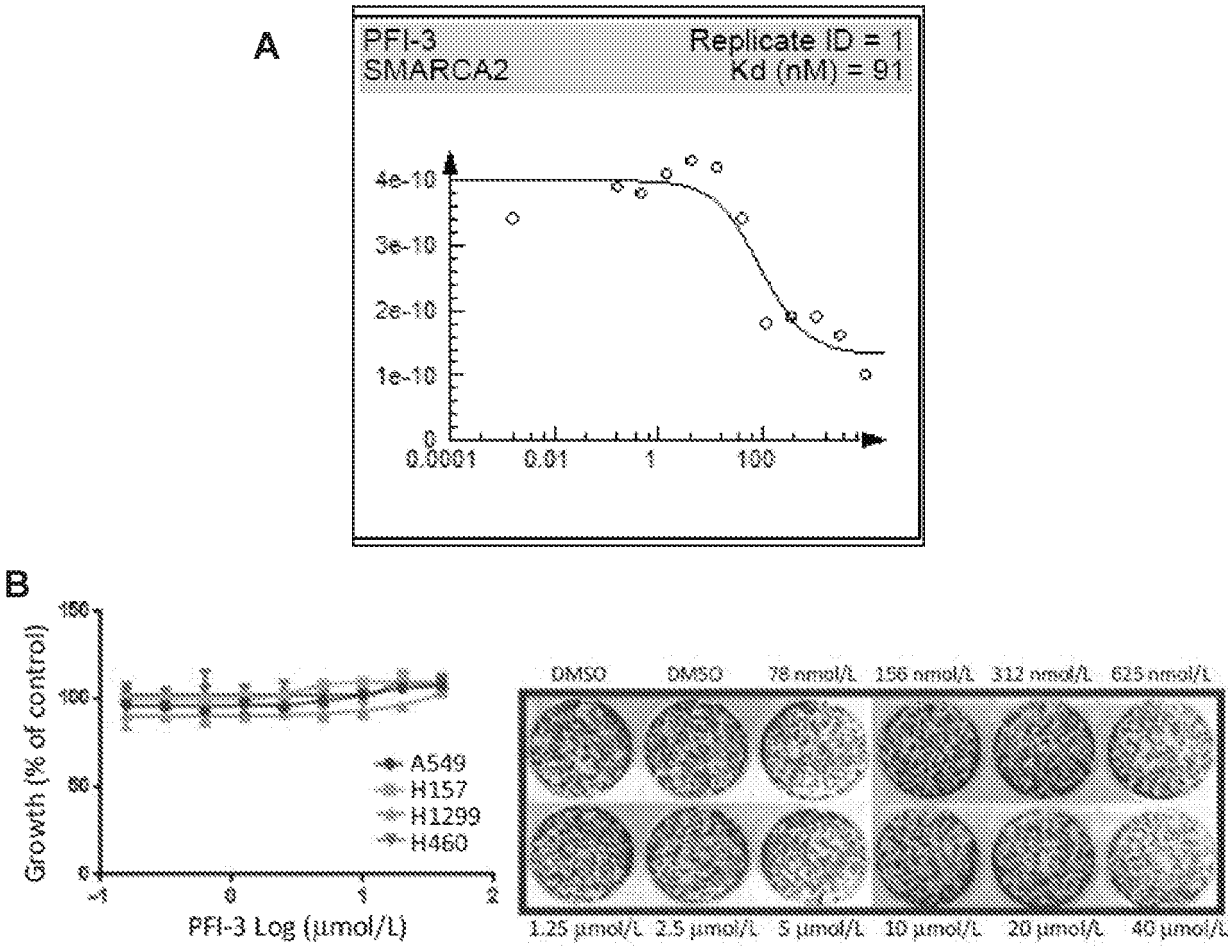 A
PFI-3 Replicate ID = 1
SMARCA2 Kd (nM) = 91
4e-10
3e-10
2e-10
1e-10
0
0.0001 0.01 1 100
B
150
100
50
0
-1 0 1 2
Growth (% of control)
PFI-3 Log (μmol/L)
A549
H157
H1299
H460
DMSO DMSO 78 nmol/L 156 nmol/L 312 nmol/L 625 nmol/L
1.25 μmol/L 2.5 μmol/L 5 μmol/L 10 μmol/L 20 μmol/L 40 μmol/L